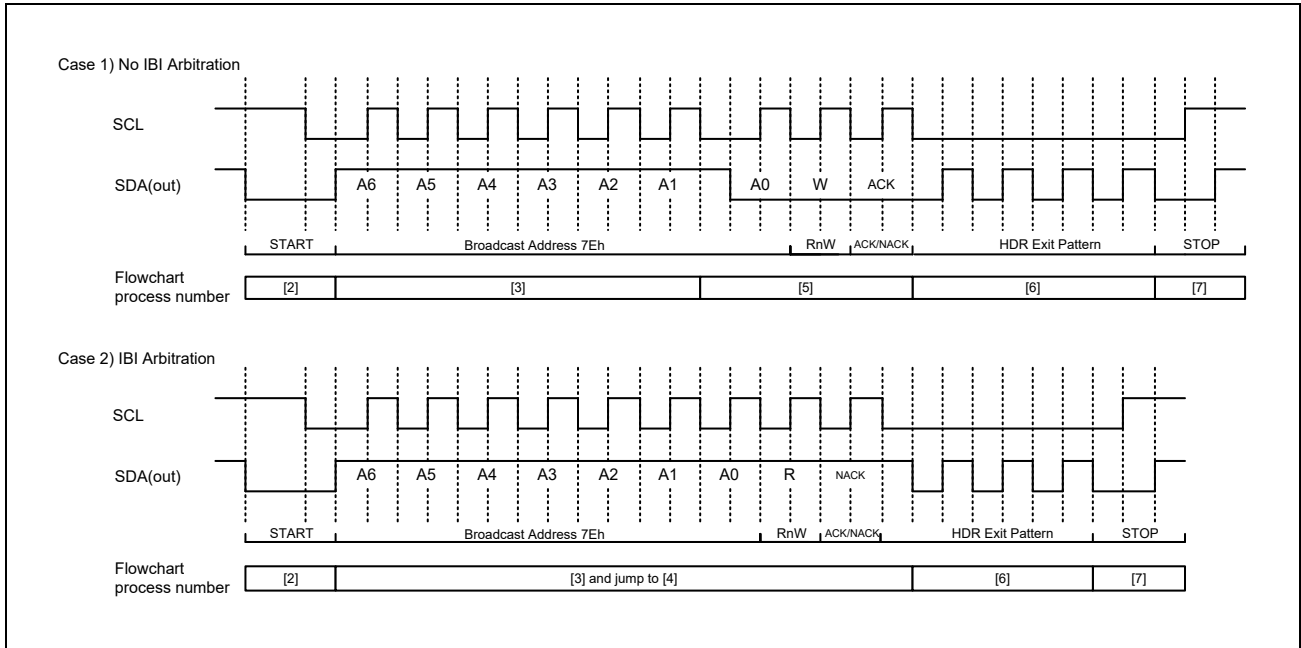 Case 1) No IBI Arbitration
SCL
SDA(out) A6 A5 A4 A3 A2 A1 A0 W ACK
START Broadcast Address 7Eh RnW ACK/NACK HDR Exit Pattern STOP
Flowchart
process number [2] [3] [5] [6] [7]
Case 2) IBI Arbitration
SCL
SDA(out) A6 A5 A4 A3 A2 A1 A0 R NACK
START Broadcast Address 7Eh RnW ACK/NACK HDR Exit Pattern STOP
Flowchart
process number [2] [3] and jump to [4] [6] [7]